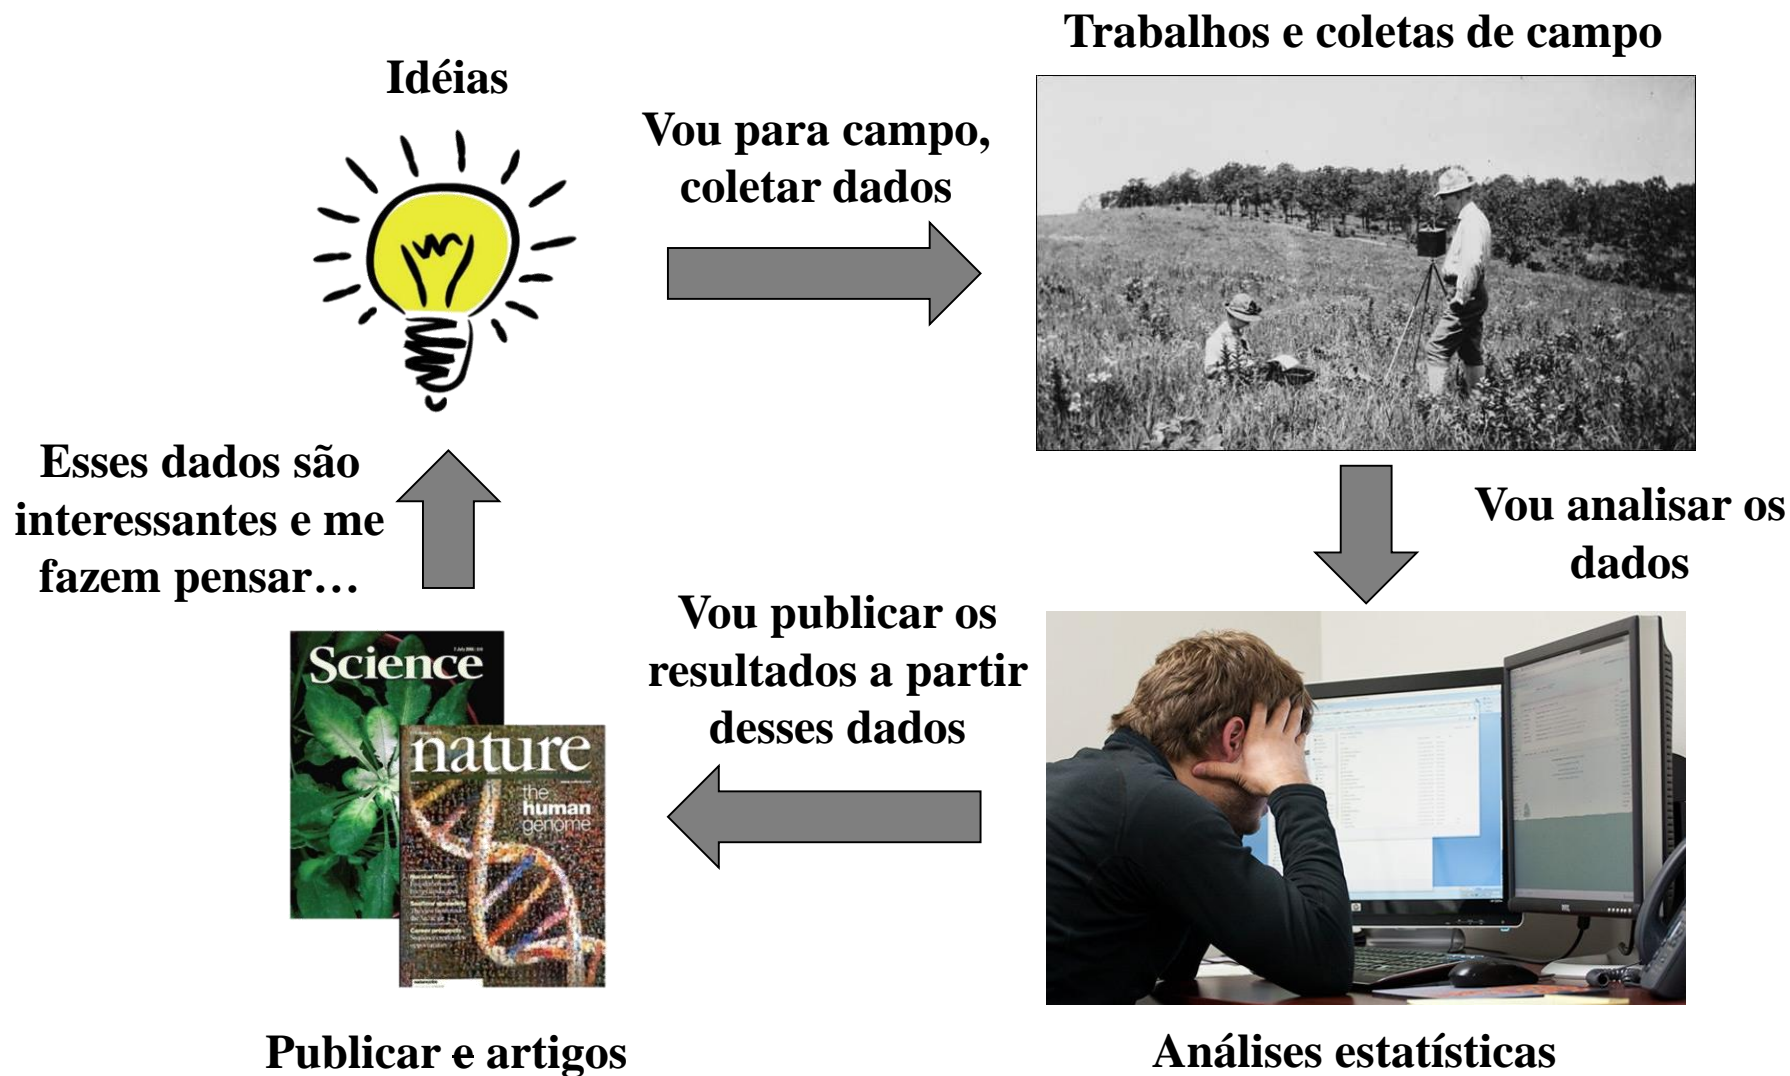 Trabalhos e coletas de campo
Idéias
Vou para campo,
coletar dados
Esses dados são
interessantes e me
fazem pensar…
Vou analisar os
dados
Vou publicar os
resultados a partir
desses dados
Science
nature
the
human
genome
Publicar e artigos
Análises estatísticas